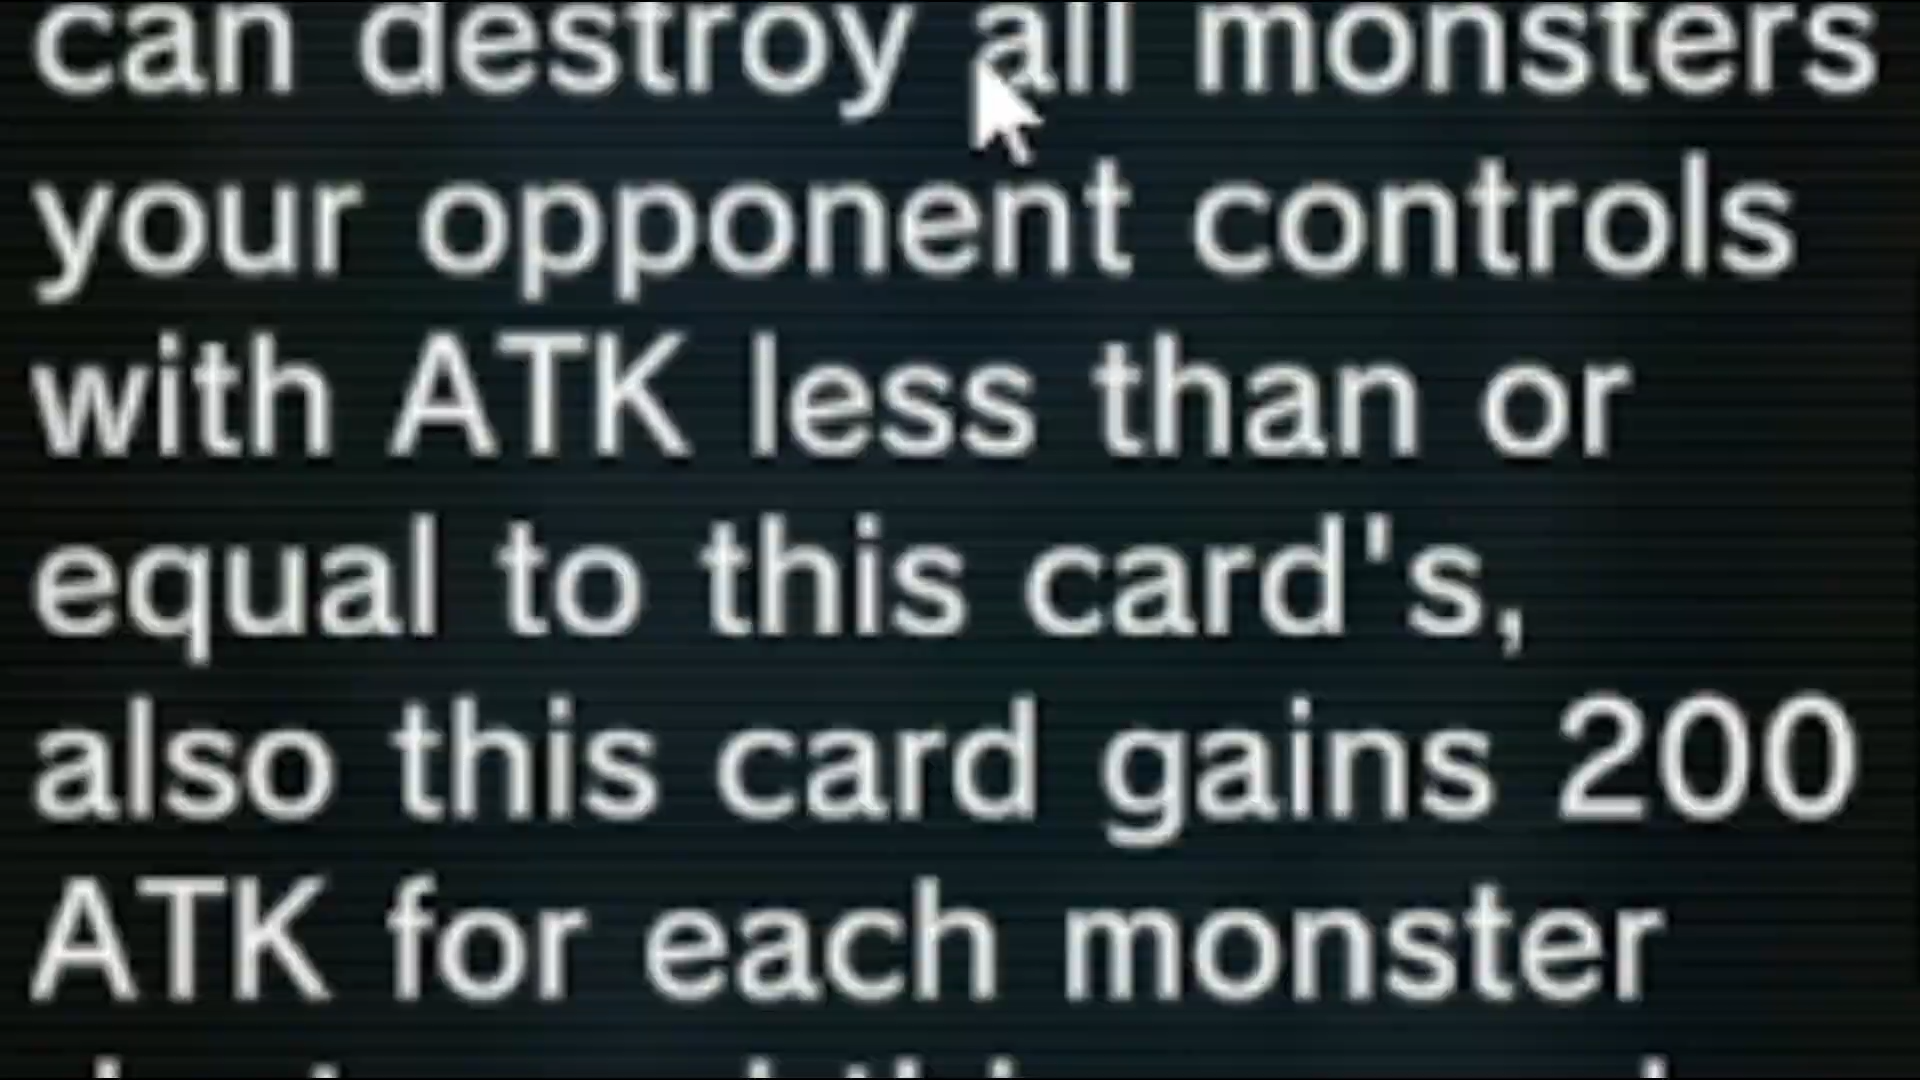 can destroy all monsters
your opponent controls
with ATK less than or
equal to this card's,
also this card gains 200
ATK for each monster